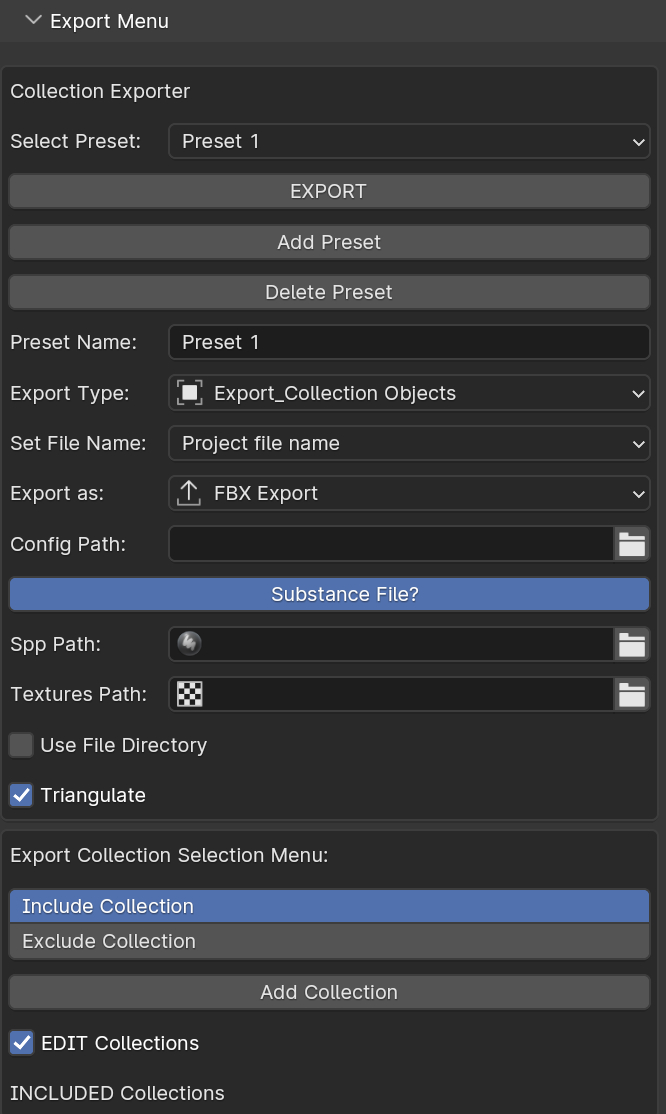 Export Menu
Collection Exporter
Select Preset: Preset 1
EXPORT
Add Preset
Delete Preset
Preset Name: Preset 1
Export Type: Export_Collection Objects
Set File Name: Project file name
Export as: FBX Export
Config Path:
Substance File?
Spp Path:
Textures Path:
Use File Directory
Triangulate
Export Collection Selection Menu:
Include Collection
Exclude Collection
Add Collection
EDIT Collections
INCLUDED Collections